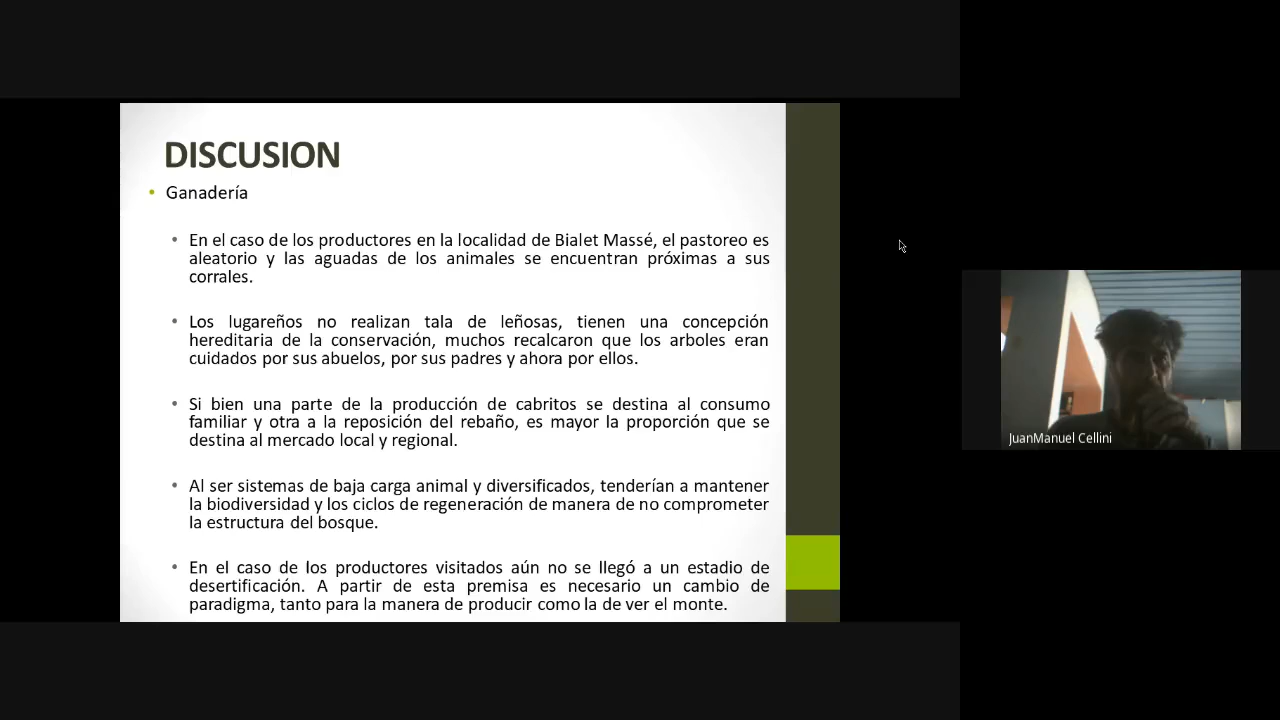 DISCUSION
• Ganadería
• En el caso de los productores en la localidad de Bialet Massé, el pastoreo es
aleatorio y las aguadas de los animales se encuentran próximas a sus
corrales.
• Los lugareños no realizan tala de leñosas, tienen una concepción
hereditaria de la conservación, muchos recalcaron que los arboles eran
cuidados por sus abuelos, por sus padres y ahora por ellos.
• Si bien una parte de la producción de cabritos se destina al consumo
familiar y otra a la reposición del rebaño, es mayor la proporción que se
destina al mercado local y regional.
• Al ser sistemas de baja carga animal y diversificados, tenderían a mantener
la biodiversidad y los ciclos de regeneración de manera de no comprometer
la estructura del bosque.
• En el caso de los productores visitados aún no se llegó a un estadio de
desertificación. A partir de esta premisa es necesario un cambio de
paradigma, tanto para la manera de producir como la de ver el monte.
JuanManuel Cellini